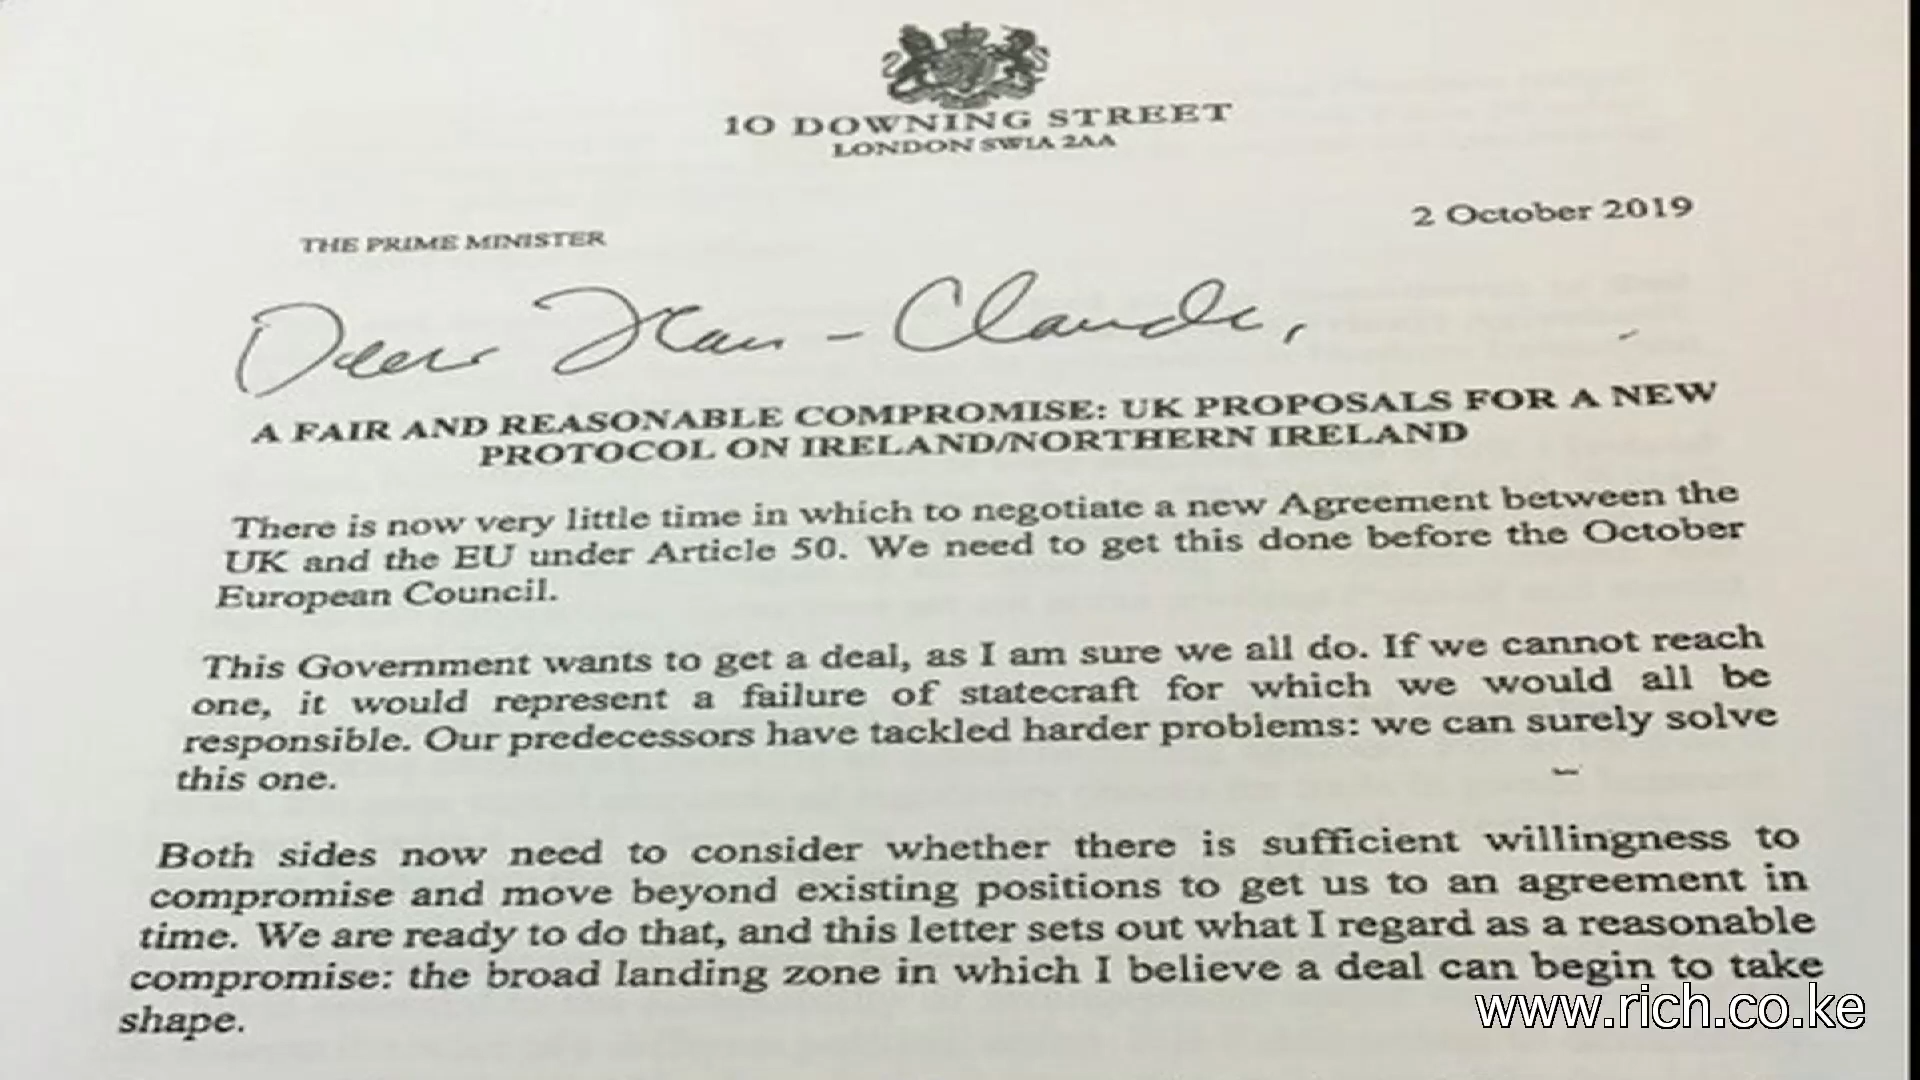 10 DOWNING STREET
LONDON SW1A 2AA
THE PRIME MINISTER
2 October 2019
Dear Jean-Claude,
A FAIR AND REASONABLE COMPROMISE: UK PROPOSALS FOR A NEW
PROTOCOL ON IRELAND/NORTHERN IRELAND
There is now very little time in which to negotiate a new Agreement between the
UK and the EU under Article 50. We need to get this done before the October
European Council.
This Government wants to get a deal, as I am sure we all do. If we cannot reach
one, it would represent a failure of statecraft for which we would all be
responsible. Our predecessors have tackled harder problems: we can surely solve
this one.
Both sides now need to consider whether there is sufficient willingness to
compromise and move beyond existing positions to get us to an agreement in
time. We are ready to do that, and this letter sets out what I regard as a reasonable
compromise: the broad landing zone in which I believe a deal can begin to take
shape.
www.rich.co.ke